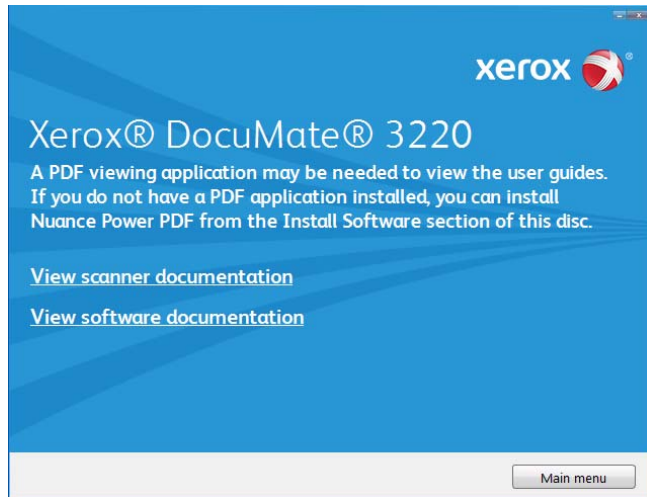 xerox®
Xerox® DocuMate® 3220
A PDF viewing application may be needed to view the user guides.
If you do not have a PDF application installed, you can install
Nuance Power PDF from the Install Software section of this disc.
View scanner documentation
View software documentation
Main menu